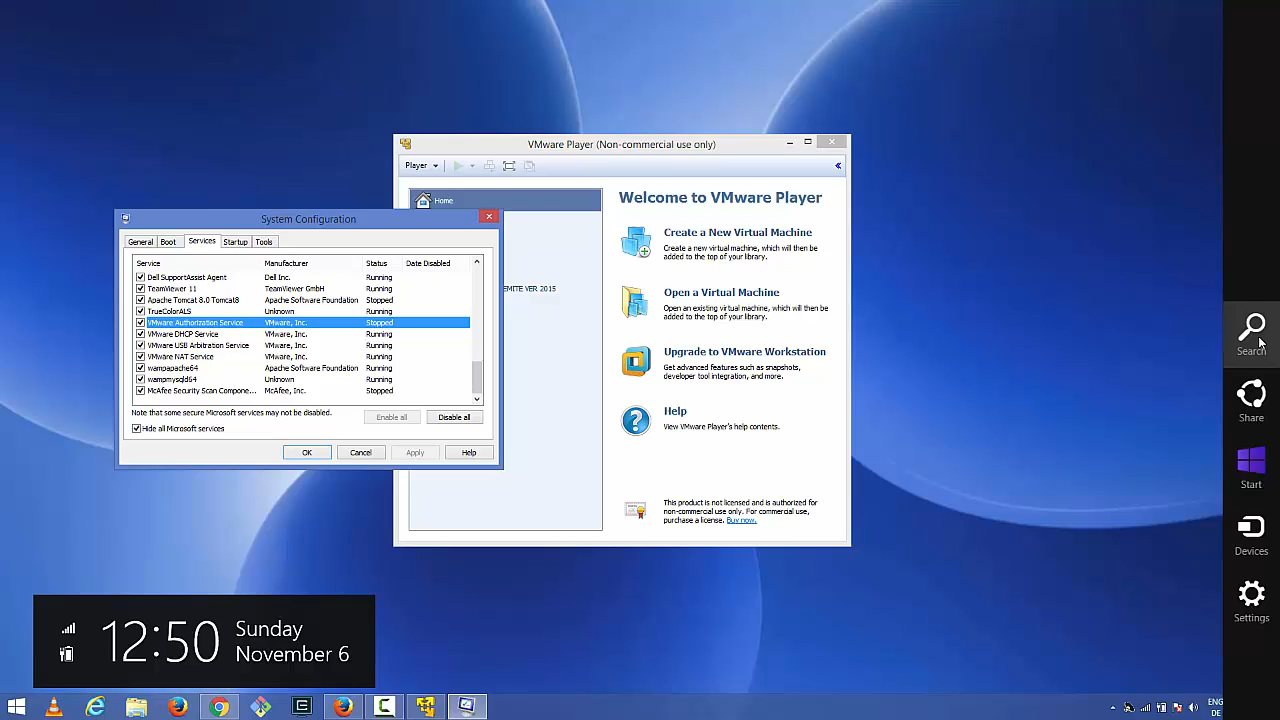 VMware Player (Non-commercial use only)
Player
Home
EMITE VER 2015
Welcome to VMware Player
Create a New Virtual Machine
Create a new virtual machine, which will then be
added to the top of your library.
Open a Virtual Machine
Open an existing virtual machine, which will then be
added to the top of your library.
Upgrade to VMware Workstation
Get advanced features such as snapshots,
developer tool integration, and more.
Help
View VMware Player's help contents.
This product is not licensed and is authorized for
non-commercial use only. For commercial use,
purchase a license. Buy now.
System Configuration
General Boot Services Startup Tools
Service Manufacturer Status Date Disabled
Dell SupportAssist Agent Dell Inc. Running
TeamViewer 11 TeamViewer GmbH Running
Apache Tomcat 8.0 Tomcat8 Apache Software Foundation Stopped
TrueColorALS Unknown Running
VMware Authorization Service VMware, Inc. Stopped
VMware DHCP Service VMware, Inc. Running
VMware USB Arbitration Service VMware, Inc. Running
VMware NAT Service VMware, Inc. Running
wampapache64 Apache Software Foundation Running
wampmysqld64 Unknown Running
McAfee Security Scan Compone... McAfee, Inc. Stopped
Note that some secure Microsoft services may not be disabled.
Enable all Disable all
Hide all Microsoft services
OK Cancel Apply Help
Search
Share
Start
Devices
Settings
12:50
Sunday
November 6
ENG
DE